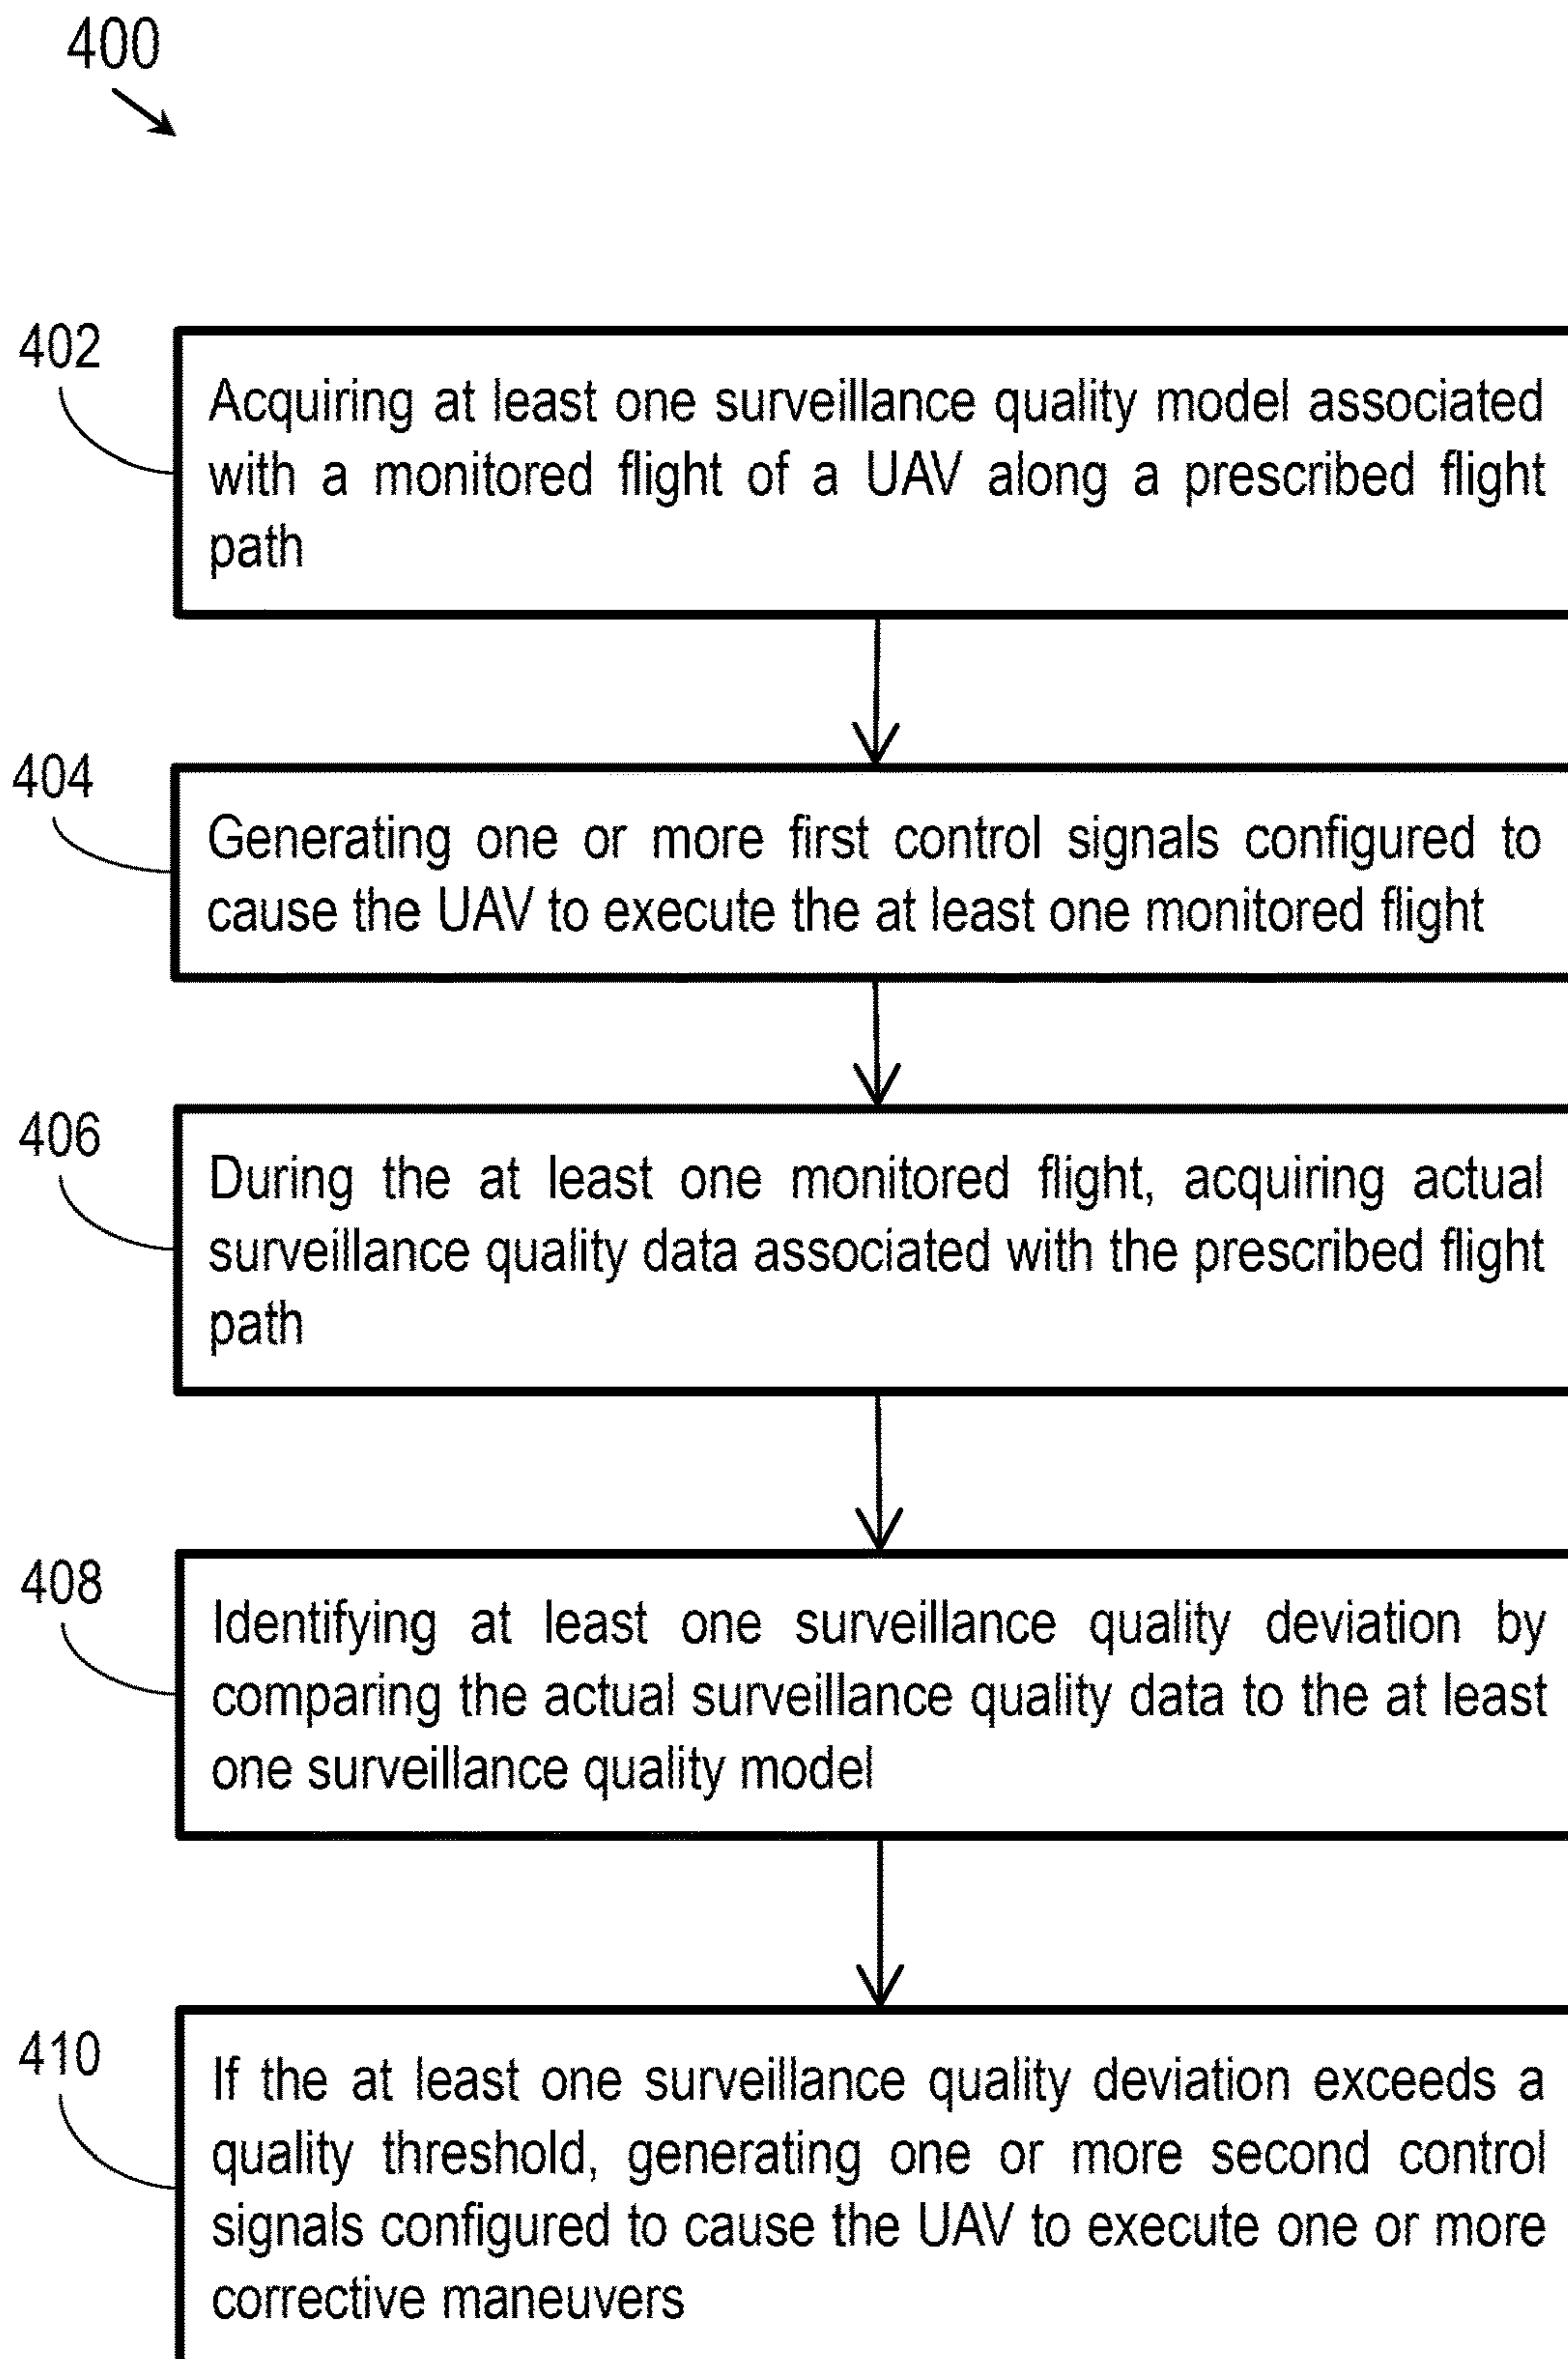 400
402
Acquiring at least one surveillance quality model associated
with a monitored flight of a UAV along a prescribed flight
path
404
Generating one or more first control signals configured to
cause the UAV to execute the at least one monitored flight
406
During the at least one monitored flight, acquiring actual
surveillance quality data associated with the prescribed flight
path
408
Identifying at least one surveillance quality deviation by
comparing the actual surveillance quality data to the at least
one surveillance quality model
410
If the at least one surveillance quality deviation exceeds a
quality threshold, generating one or more second control
signals configured to cause the UAV to execute one or more
corrective maneuvers